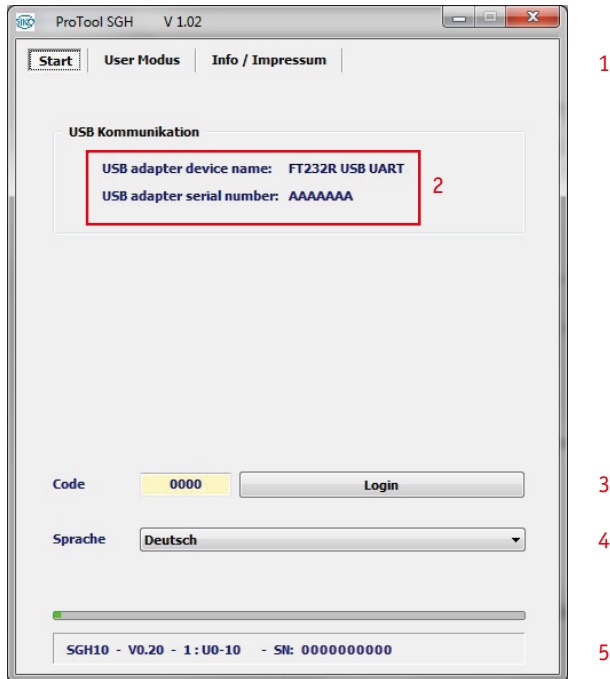 ProTool SGH V 1.02
Start User Modus Info / Impressum 1
USB Kommunikation
USB adapter device name: FT232R USB UART
2
USB adapter serial number: AAAAAAA
Code 0000 Login 3
Sprache Deutsch 4
SGH10 - V0.20 - 1 : U0-10 - SN: 0000000000 5